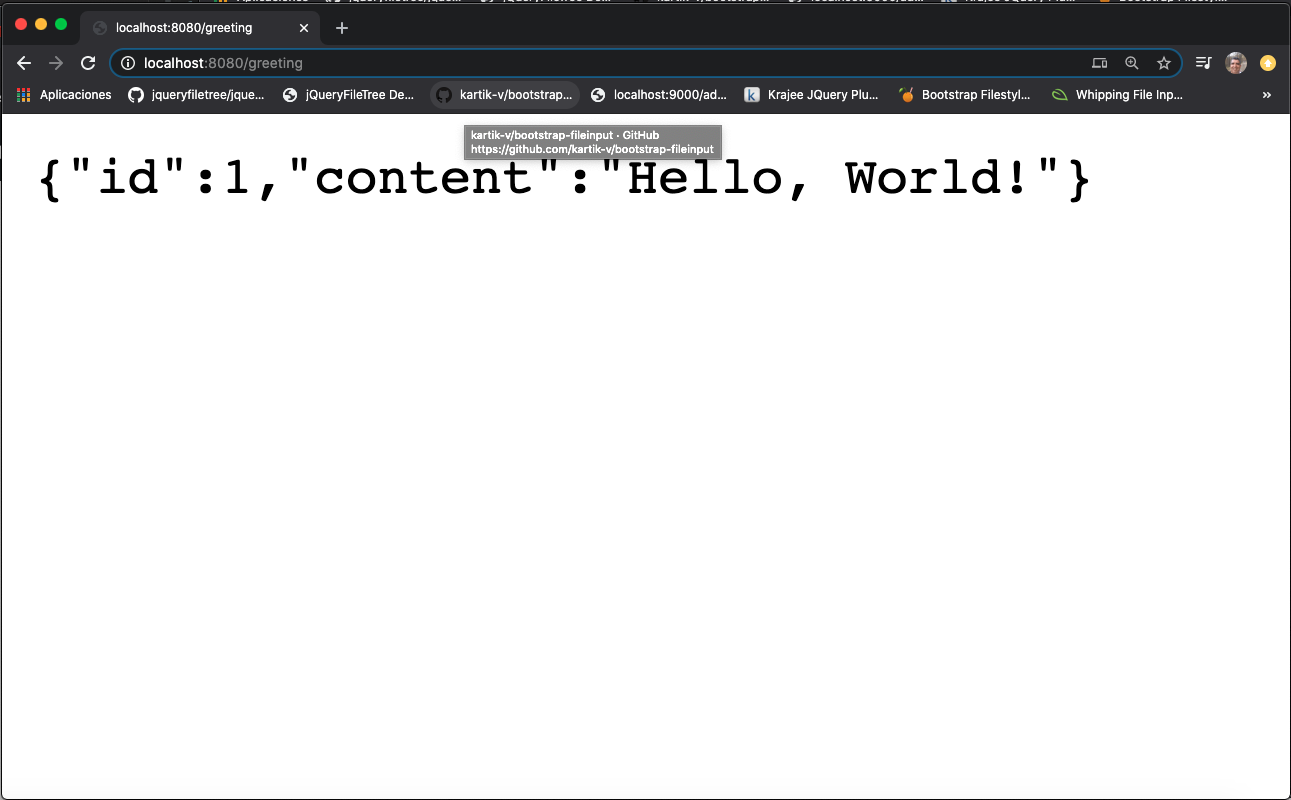 localhost:8080/greeting
localhost:8080/greeting
Aplicaciones jqueryfiletree/jque... jQueryFileTree De... kartik-v/bootstrap... localhost:9000/ad... Krajee JQuery Plu... Bootstrap Filestyl... Whipping File Inp... »
kartik-v/bootstrap-fileinput · GitHub
https://github.com/kartik-v/bootstrap-fileinput
{"id":1,"content":"Hello, World!"}